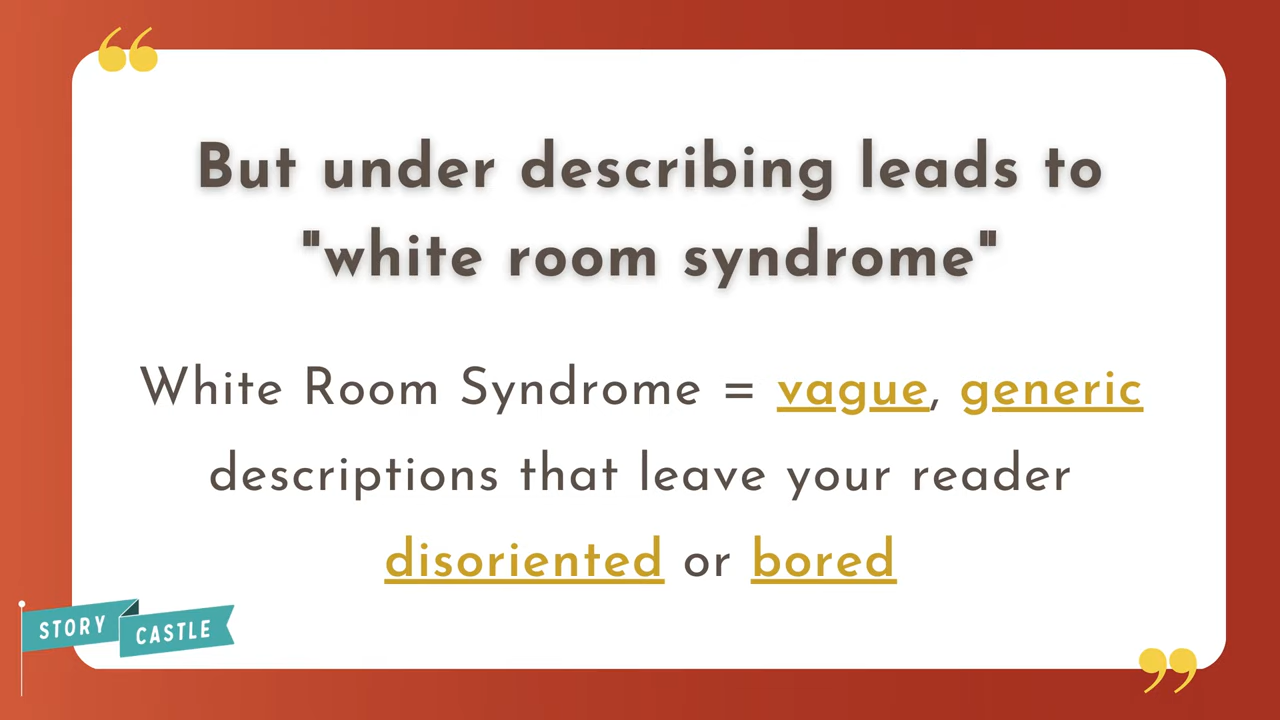 But under describing leads to
"white room syndrome"
White Room Syndrome = vague, generic
descriptions that leave your reader
disoriented or bored
STORY CASTLE